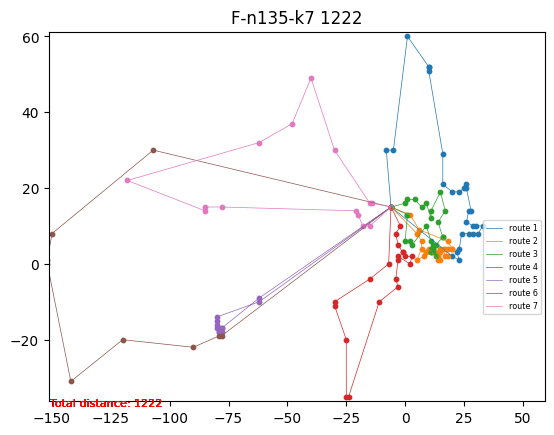 F-n135-k7 1222
60
40
20
0
−20
−150
−125
−100
−75
−50
−25
0
25
50
route 1
route 2
route 3
route 4
route 5
route 6
route 7
Total distance: 1222